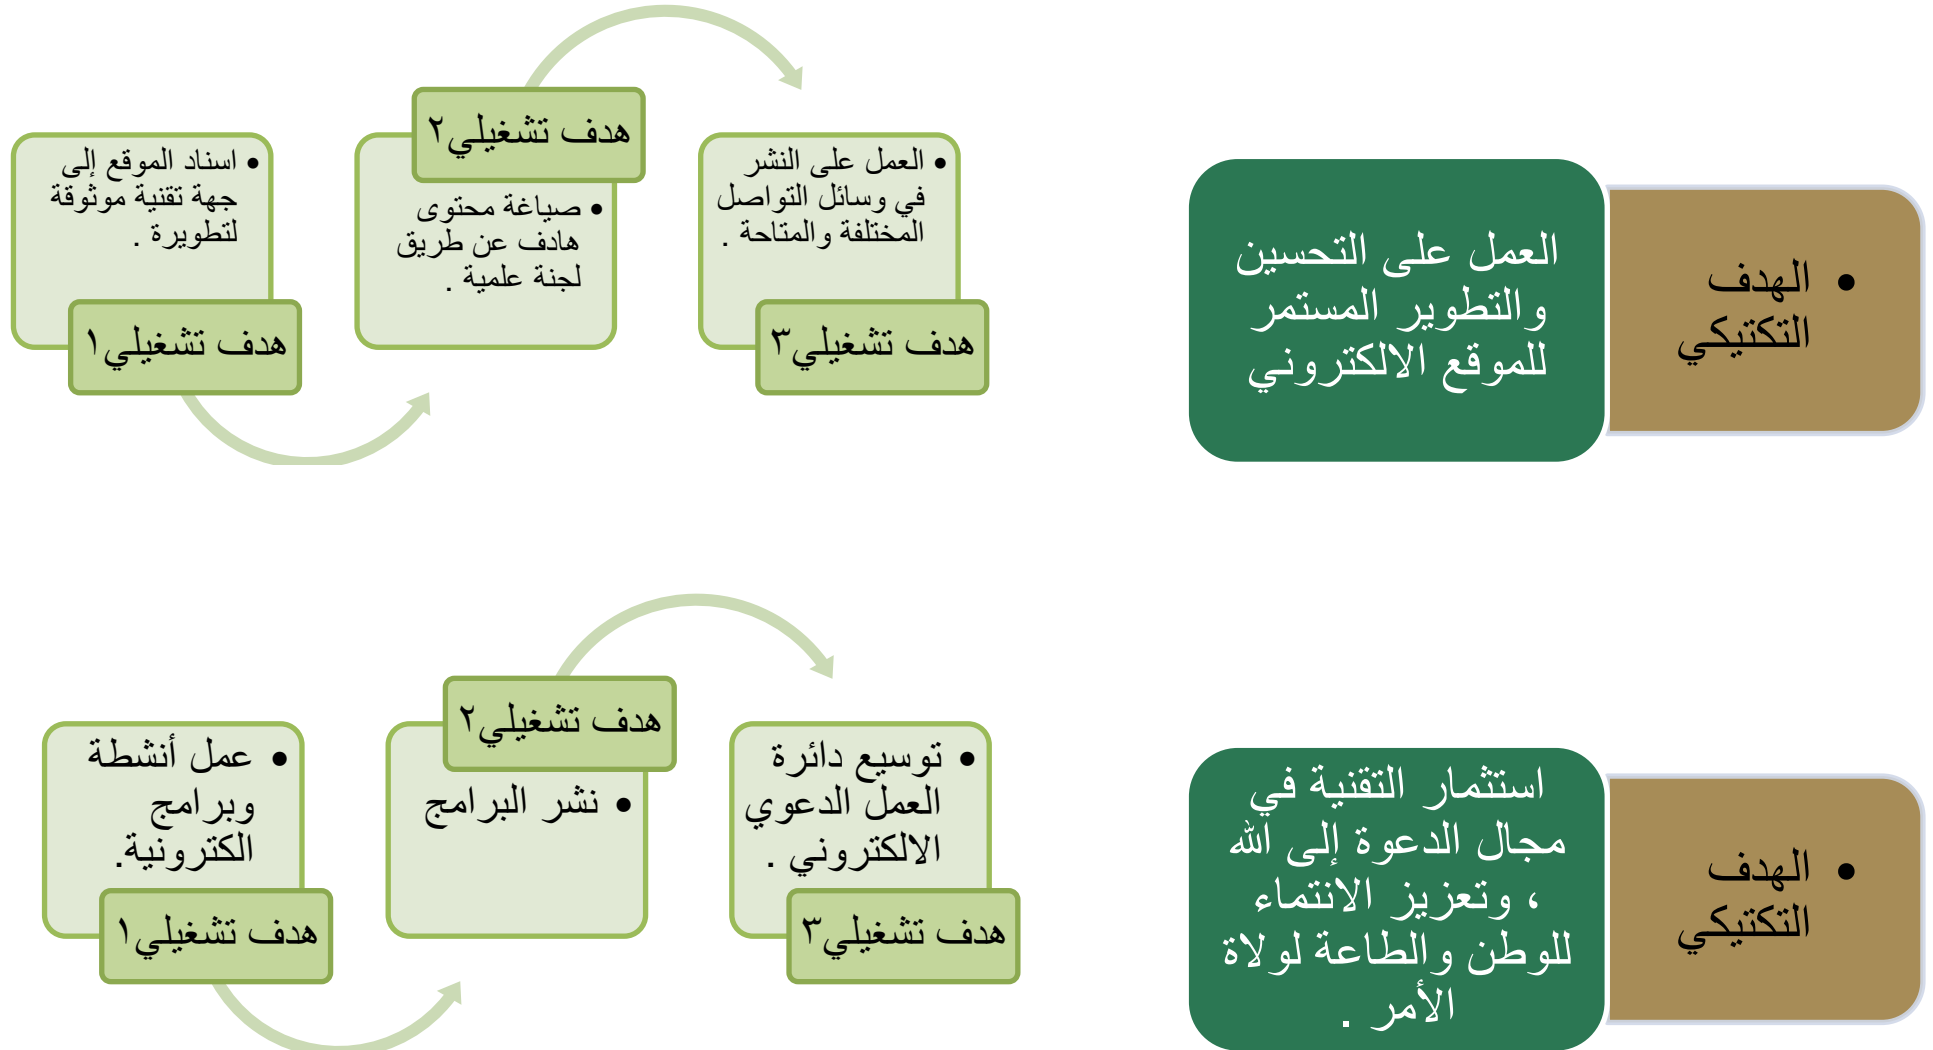 • الهدف
التكتيكي
العمل على التحسين
والتطوير المستمر
للموقع الالكتروني
هدف تشغيلي١
• اسناد الموقع إلى
جهة تقنية موثوقة
لتطويرة .
هدف تشغيلي٢
• صياغة محتوى
هادف عن طريق
لجنة علمية .
هدف تشغيلي٣
• العمل على النشر
في وسائل التواصل
المختلفة والمتاحة .
• الهدف
التكتيكي
استثمار التقنية في
مجال الدعوة إلى الله
، وتعزيز الانتماء
للوطن والطاعة لولاة
الأمر .
هدف تشغيلي١
• عمل أنشطة
وبرامج
الكترونية.
هدف تشغيلي٢
• نشر البرامج
هدف تشغيلي٣
• توسيع دائرة
العمل الدعوي
الالكتروني .